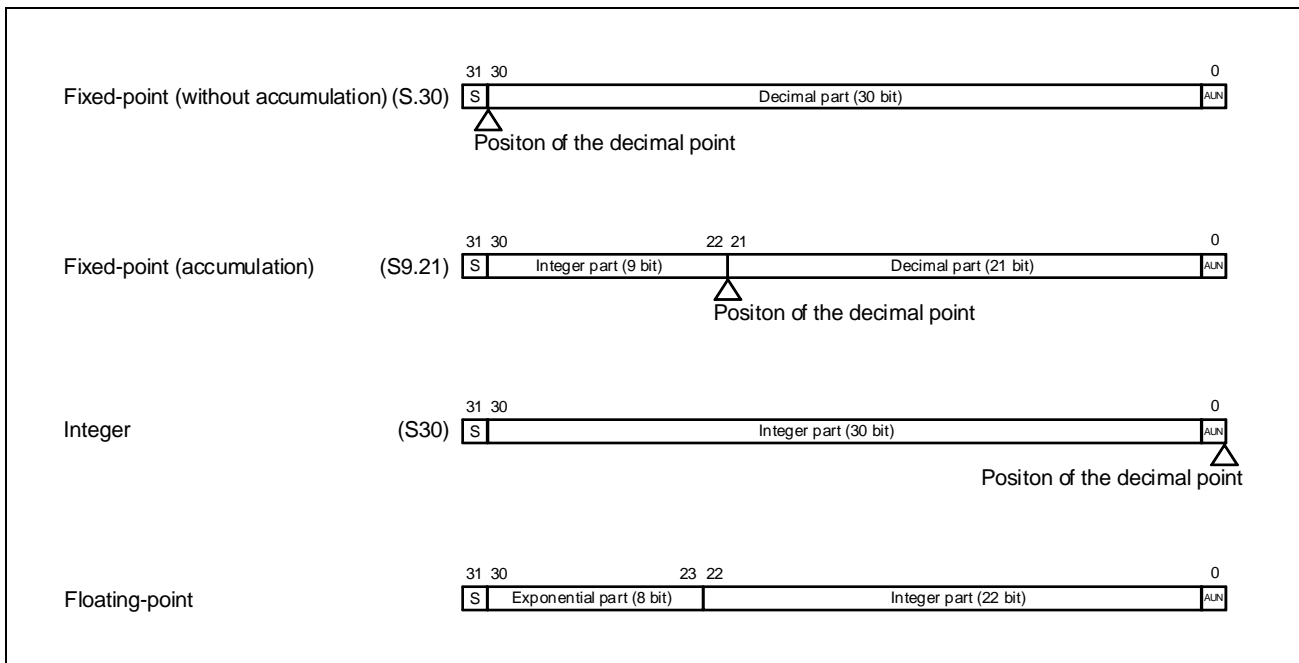 31 30 0
Fixed-point (without accumulation) (S.30) S Decimal part (30 bit) AUN
Positon of the decimal point
31 30 22 21 0
Fixed-point (accumulation) (S9.21) S Integer part (9 bit) Decimal part (21 bit) AUN
Positon of the decimal point
31 30 0
Integer (S30) S Integer part (30 bit) AUN
Positon of the decimal point
31 30 23 22 0
Floating-point S Exponential part (8 bit) Integer part (22 bit) AUN